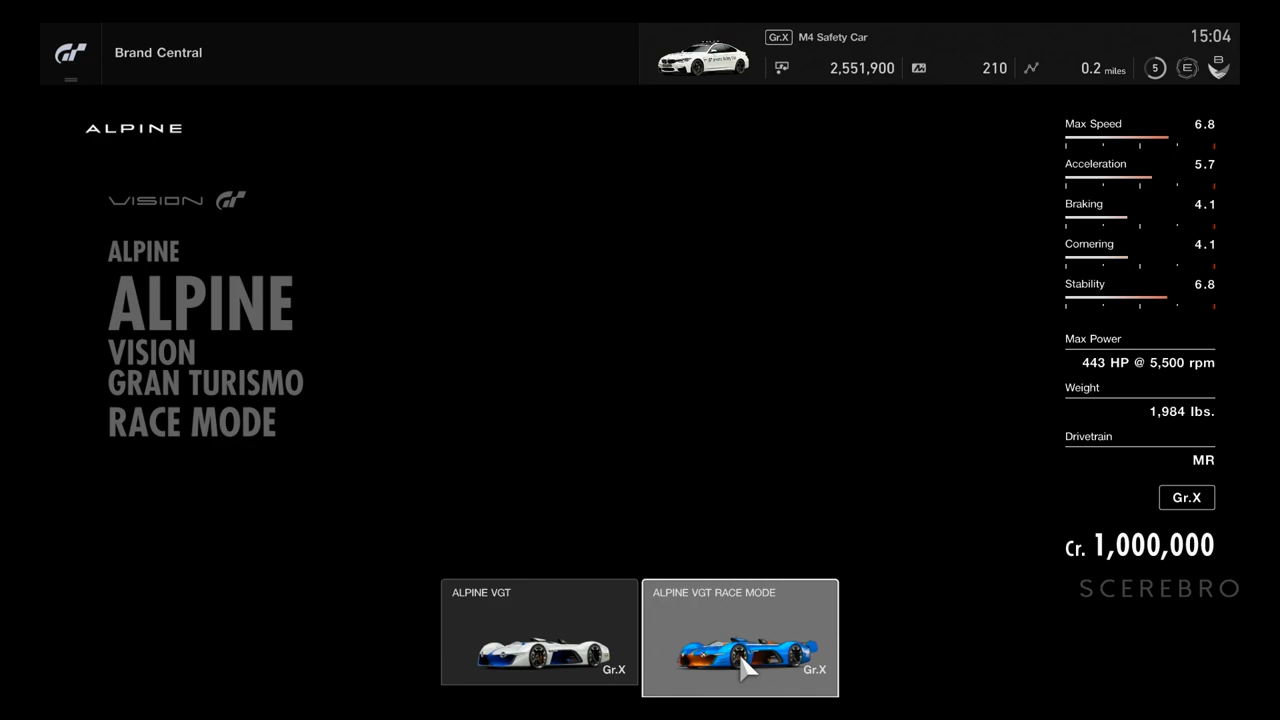 Brand Central
Gr.X M4 Safety Car
15:04
2,551,900
210
0.2 miles
5
E
B
ALPINE
VISION GT
ALPINE
ALPINE
VISION
GRAN TURISMO
RACE MODE
Max Speed 6.8
Acceleration 5.7
Braking 4.1
Cornering 4.1
Stability 6.8
Max Power
443 HP @ 5,500 rpm
Weight
1,984 lbs.
Drivetrain
MR
Gr.X
Cr. 1,000,000
SCEREBRO
ALPINE VGT
Gr.X
ALPINE VGT RACE MODE
Gr.X